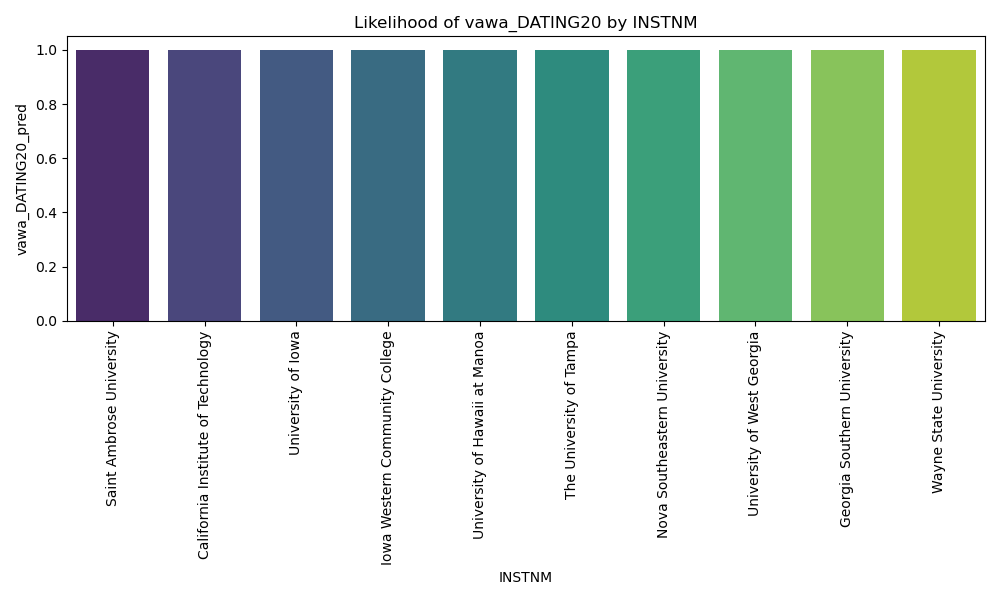 Likelihood of vawa_DATING20 by INSTNM
vawa_DATING20_pred
1.0
0.8
0.6
0.4
0.2
0.0
Saint Ambrose University
California Institute of Technology
University of Iowa
Iowa Western Community College
University of Hawaii at Manoa
The University of Tampa
Nova Southeastern University
University of West Georgia
Georgia Southern University
Wayne State University
INSTNM